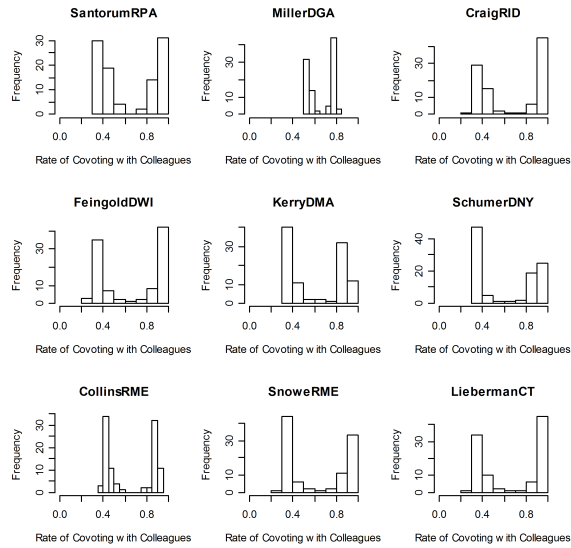 SantorumRPA
MillerDGA
CraigRID
Frequency
0 10 20 30
0.0 0.4 0.8
Rate of Covoting with Colleagues
Frequency
0 10 30
0.0 0.4 0.8
Rate of Covoting with Colleagues
Frequency
0 10 30
0.0 0.4 0.8
Rate of Covoting with Colleagues
FeingoldDWI
KerryDMA
SchumerDNY
Frequency
0 10 30
0.0 0.4 0.8
Rate of Covoting with Colleagues
Frequency
0 10 30
0.0 0.4 0.8
Rate of Covoting with Colleagues
Frequency
0 20 40
0.0 0.4 0.8
Rate of Covoting with Colleagues
CollinsRME
SnoweRME
LiebermanCT
Frequency
0 10 20 30
0.0 0.4 0.8
Rate of Covoting with Colleagues
Frequency
0 10 30
0.0 0.4 0.8
Rate of Covoting with Colleagues
Frequency
0 10 30
0.0 0.4 0.8
Rate of Covoting with Colleagues